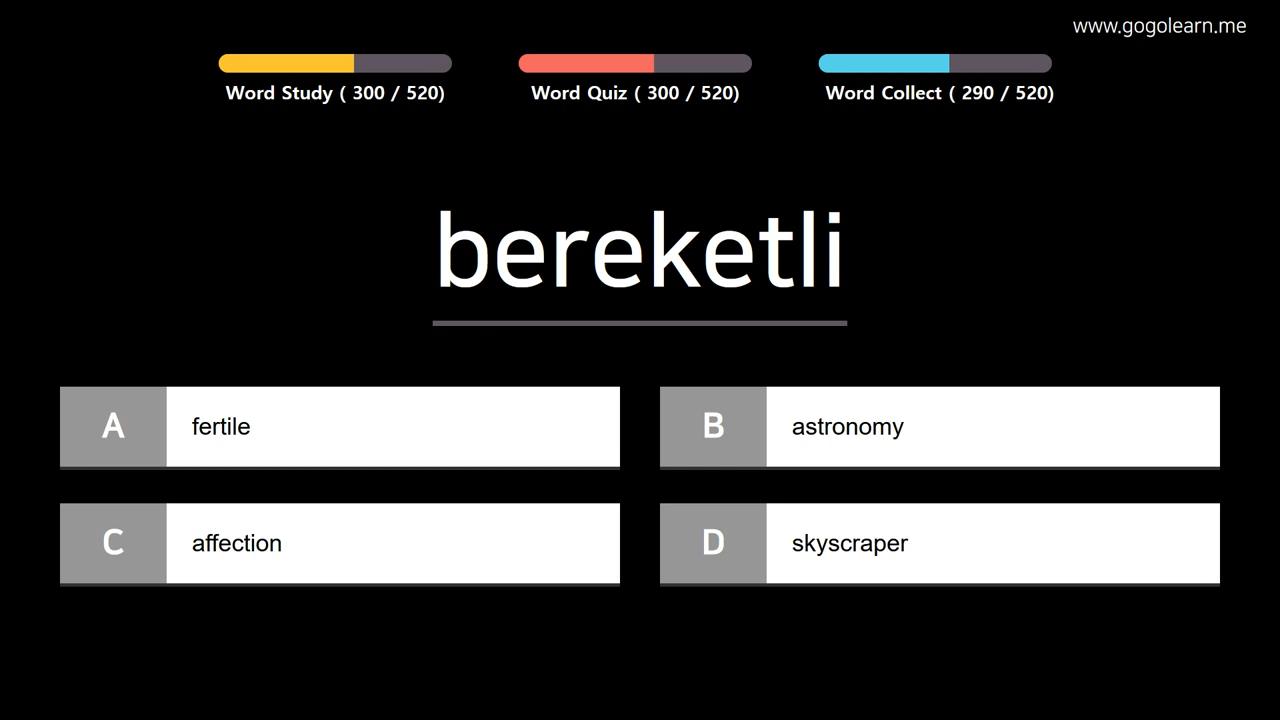 www.gogolearn.me
Word Study ( 300 / 520)
Word Quiz ( 300 / 520)
Word Collect ( 290 / 520)
bereketli
A fertile
B astronomy
C affection
D skyscraper